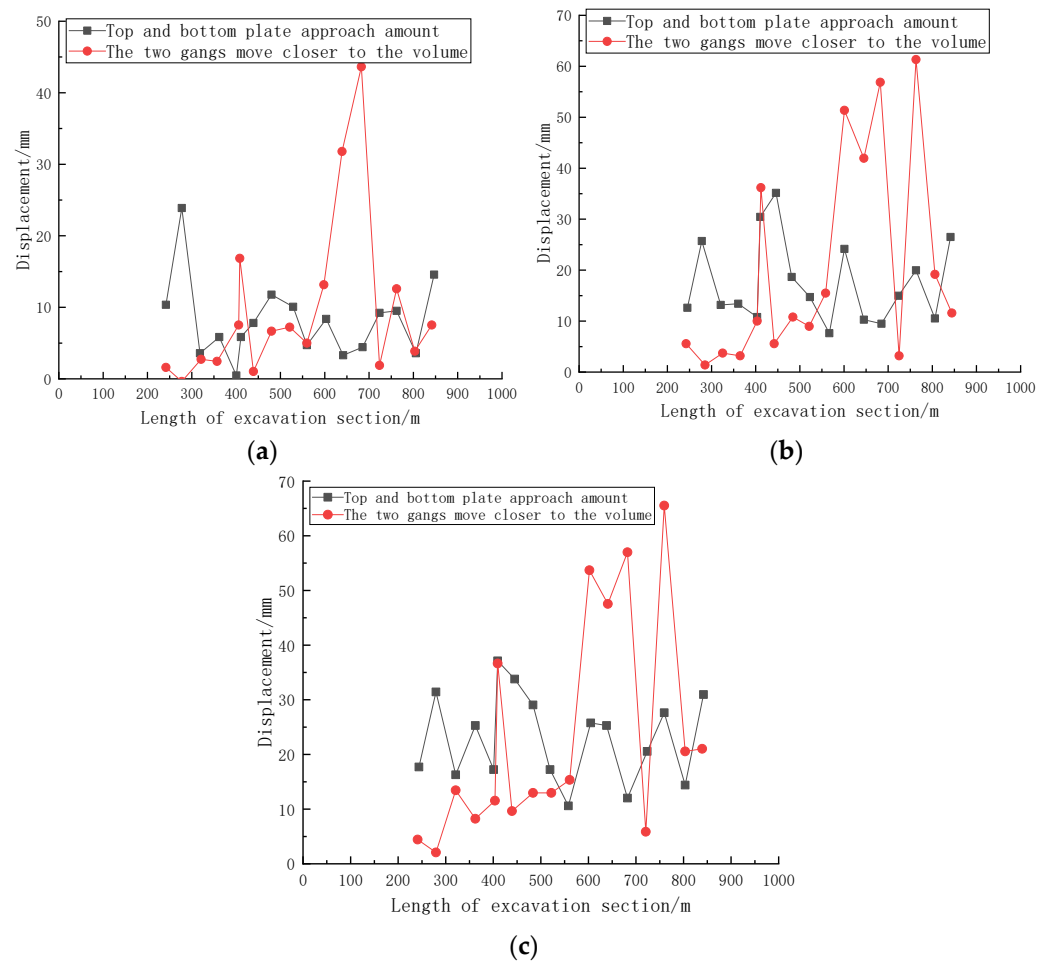 Top and bottom plate approach amount
The two gangs move closer to the volume
50
40
30
20
10
0
Displacement/mm
0 100 200 300 400 500 600 700 800 900 1000
Length of excavation section/m
(a)
Top and bottom plate approach amount
The two gangs move closer to the volume
70
60
50
40
30
20
10
0
Displacement/mm
0 100 200 300 400 500 600 700 800 900 1000
Length of excavation section/m
(b)
Top and bottom plate approach amount
The two gangs move closer to the volume
70
60
50
40
30
20
10
0
Displacement/mm
0 100 200 300 400 500 600 700 800 900 1000
Length of excavation section/m
(c)